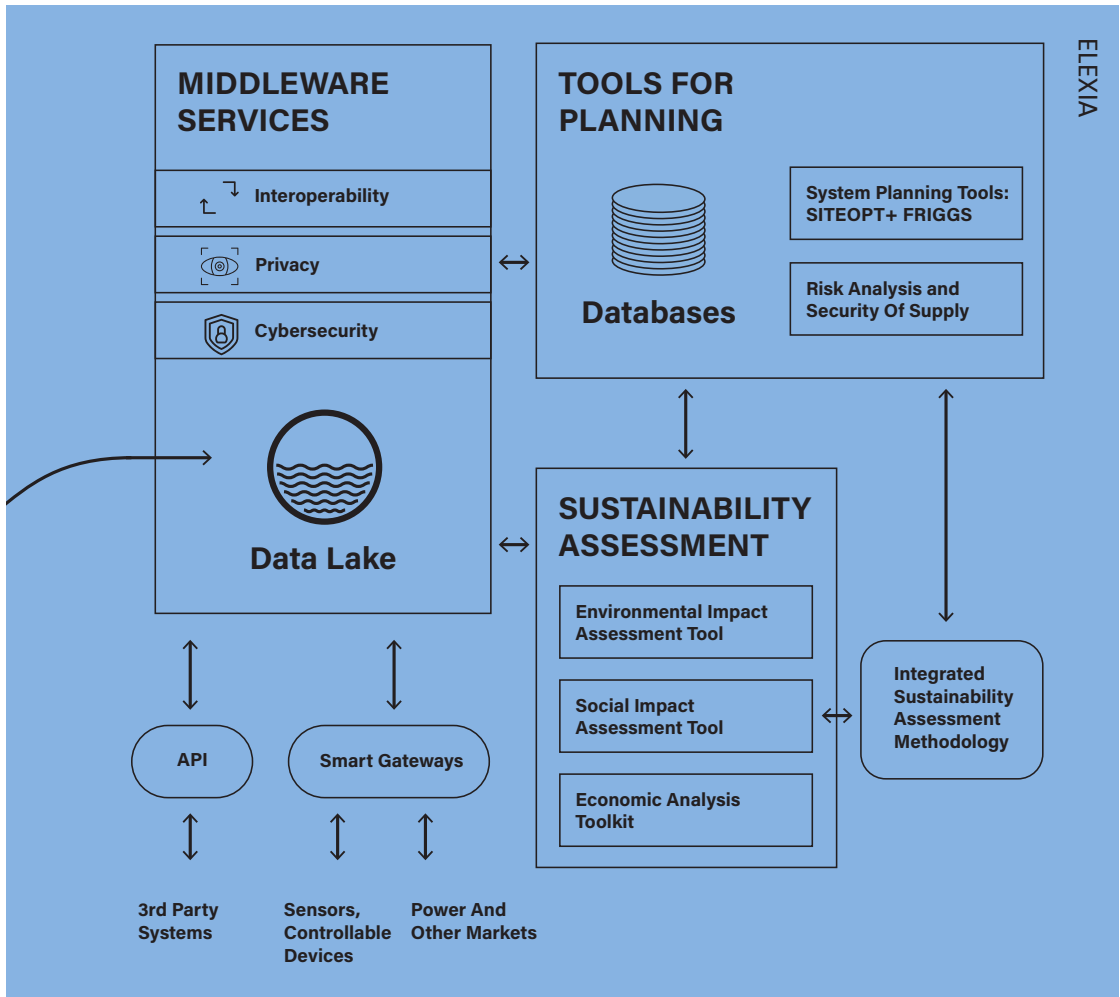 ELEXIA
MIDDLEWARE
SERVICES
Interoperability
Privacy
Cybersecurity
Data Lake
TOOLS FOR
PLANNING
Databases
System Planning Tools:
SITEOPT+ FRIGGS
Risk Analysis and
Security Of Supply
SUSTAINABILITY
ASSESSMENT
Environmental Impact
Assessment Tool
Social Impact
Assessment Tool
Economic Analysis
Toolkit
Integrated
Sustainability
Assessment
Methodology
API
Smart Gateways
3rd Party
Systems
Sensors,
Controllable
Devices
Power And
Other Markets